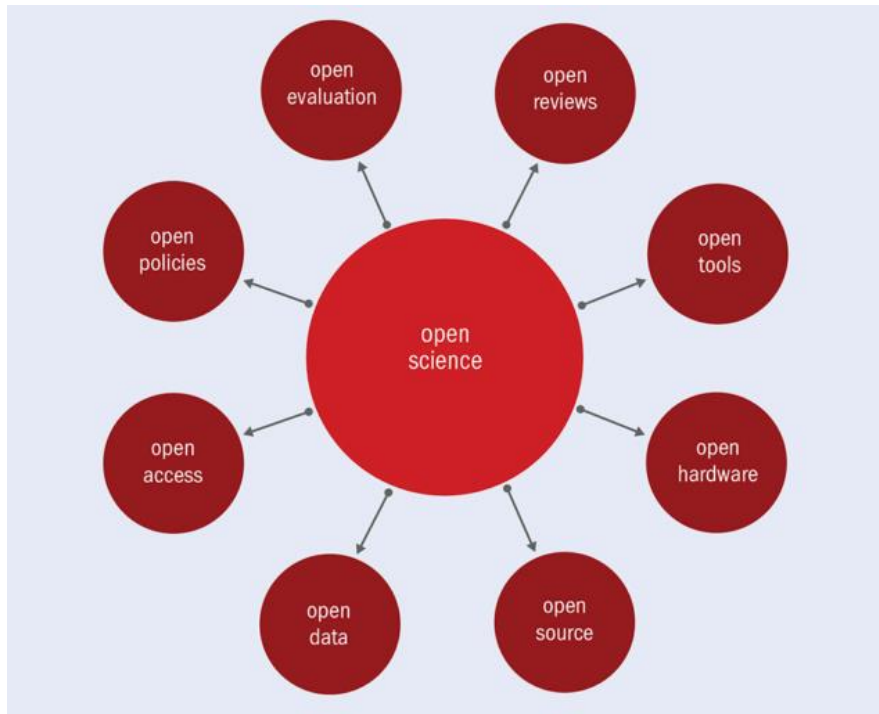 open
evaluation
open
reviews
open
policies
open
tools
open
science
open
access
open
hardware
open
data
open
source